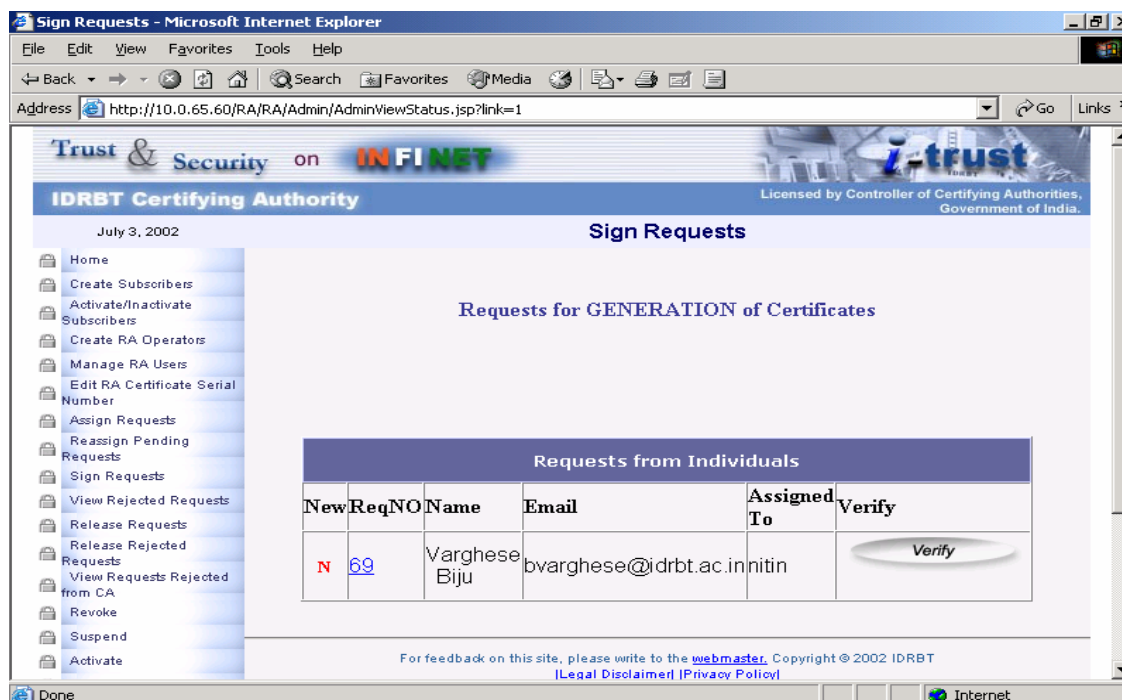 Sign Requests - Microsoft Internet Explorer
File Edit View Favorites Tools Help
Back Search Favorites Media
Address http://10.0.65.60/RA/RA/Admin/AdminViewStatus.jsp?link=1 Go Links
Trust & Security on INFINET i-trust
IDRBT
IDRBT Certifying Authority Licensed by Controller of Certifying Authorities,
Government of India.
July 3, 2002 Sign Requests
Home
Create Subscribers
Activate/Inactivate
Subscribers
Create RA Operators
Manage RA Users
Edit RA Certificate Serial
Number
Assign Requests
Reassign Pending
Requests
Sign Requests
View Rejected Requests
Release Requests
Release Rejected
Requests
View Requests Rejected
from CA
Revoke
Suspend
Activate
Requests for GENERATION of Certificates
Requests from Individuals
New ReqNO Name Email Assigned To Verify
N 69 Varghese Biju bvarghese@idrbt.ac.in nitin Verify
For feedback on this site, please write to the webmaster. Copyright © 2002 IDRBT
|Legal Disclaimer| |Privacy Policy|
Done Internet